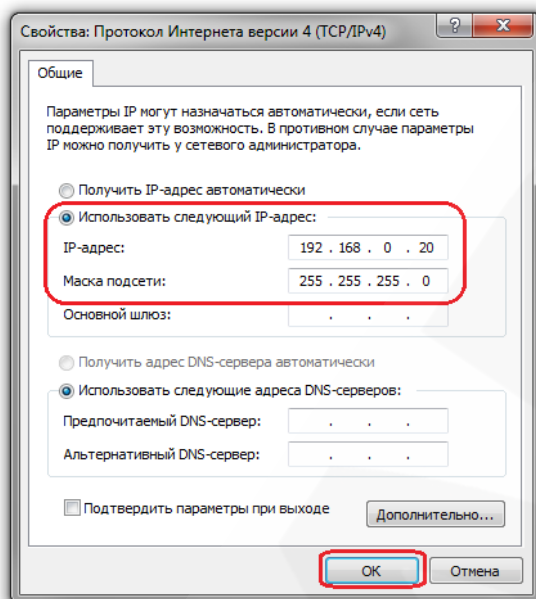 Свойства: Протокол Интернета версии 4 (TCP/IPv4)
Общие
Параметры IP могут назначаться автоматически, если сеть
поддерживает эту возможность. В противном случае параметры
IP можно получить у сетевого администратора.
Получить IP-адрес автоматически
Использовать следующий IP-адрес:
IP-адрес: 192 . 168 . 0 . 20
Маска подсети: 255 . 255 . 255 . 0
Основной шлюз: . . .
Получить адрес DNS-сервера автоматически
Использовать следующие адреса DNS-серверов:
Предпочитаемый DNS-сервер: . . .
Альтернативный DNS-сервер: . . .
Подтвердить параметры при выходе
Дополнительно...
ОК Отмена